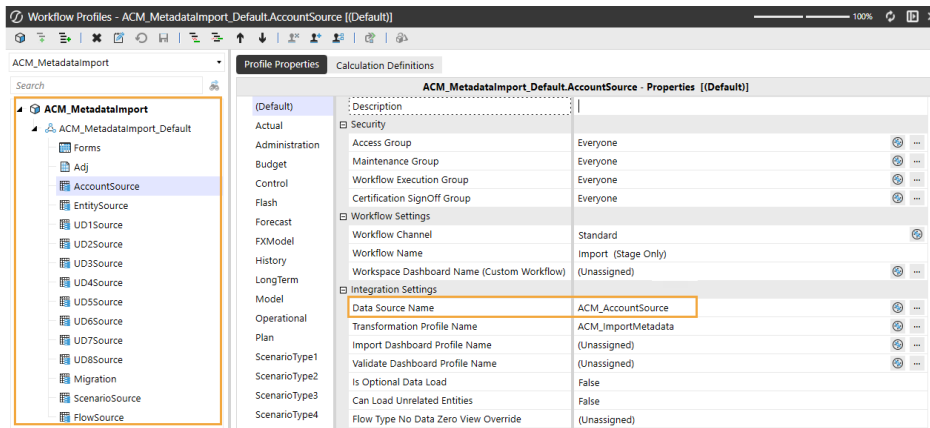 Workflow Profiles - ACM_MetadataImport_Default.AccountSource [(Default)]
100%
ACM_MetadataImport
Search
ACM_MetadataImport
ACM_MetadataImport_Default
Forms
Adj
AccountSource
EntitySource
UD1Source
UD2Source
UD3Source
UD4Source
UD5Source
UD6Source
UD7Source
UD8Source
Migration
ScenarioSource
FlowSource
Profile Properties Calculation Definitions
ACM_MetadataImport_Default.AccountSource - Properties [(Default)]
(Default)
Actual
Administration
Budget
Control
Flash
Forecast
FXModel
History
LongTerm
Model
Operational
Plan
ScenarioType1
ScenarioType2
ScenarioType3
ScenarioType4
Description
Security
Access Group Everyone ...
Maintenance Group Everyone ...
Workflow Execution Group Everyone ...
Certification SignOff Group Everyone ...
Workflow Settings
Workflow Channel Standard
Workflow Name Import (Stage Only)
Workspace Dashboard Name (Custom Workflow) (Unassigned) ...
Integration Settings
Data Source Name ACM_AccountSource ...
Transformation Profile Name ACM_ImportMetadata ...
Import Dashboard Profile Name (Unassigned) ...
Validate Dashboard Profile Name (Unassigned) ...
Is Optional Data Load False
Can Load Unrelated Entities False
Flow Type No Data Zero View Override (Unassigned)